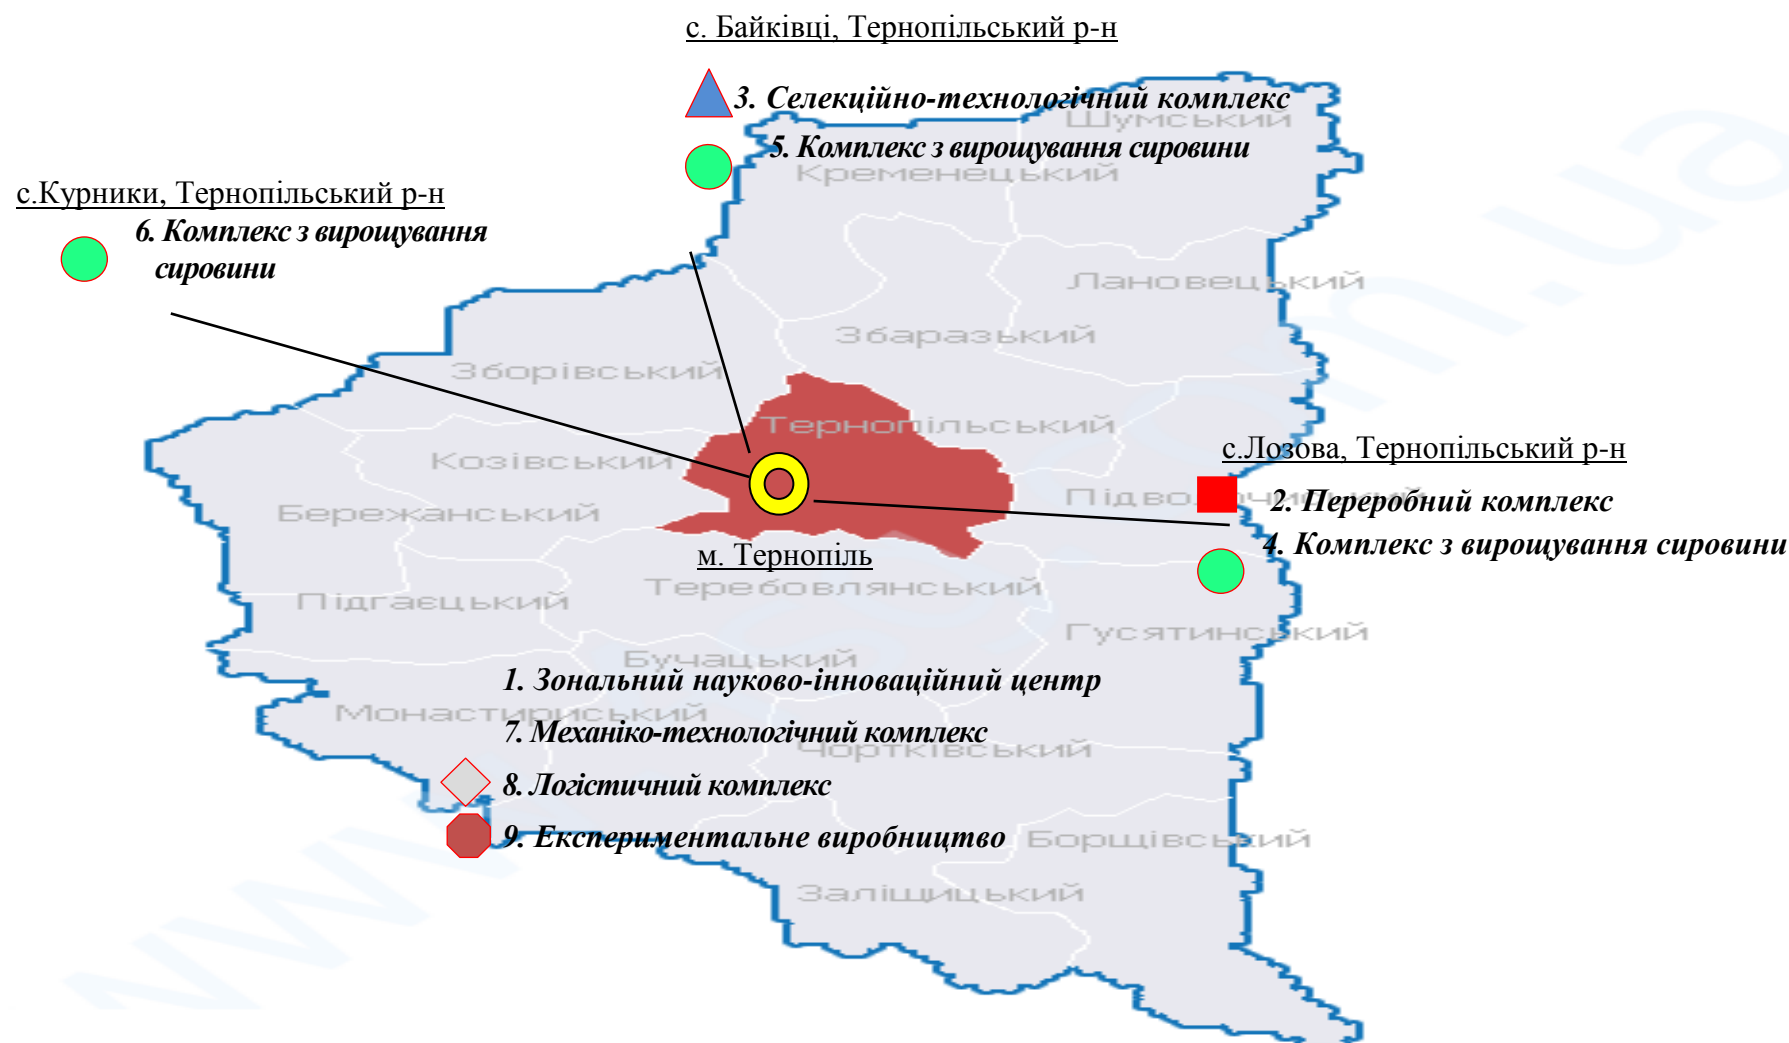 с. Байківці, Тернопільський р-н
3. Селекційно-технологічний комплекс
Шумський
5. Комплекс з вирощування сировини
Кременецький
с.Курники, Тернопільський р-н
6. Комплекс з вирощування
сировини
Лановецький
Збаразький
Зборівський
Тернопільський
с.Лозова, Тернопільський р-н
Козівський
Підволочиський
2. Переробний комплекс
Бережанський
4. Комплекс з вирощування сировини
м. Тернопіль
Теребовлянський
Підгаєцький
Гусятинський
Бучацький
1. Зональний науково-інноваційний центр
Монастириський
7. Механіко-технологічний комплекс
Чортківський
8. Логістичний комплекс
9. Експериментальне виробництво
Борщівський
Заліщицький